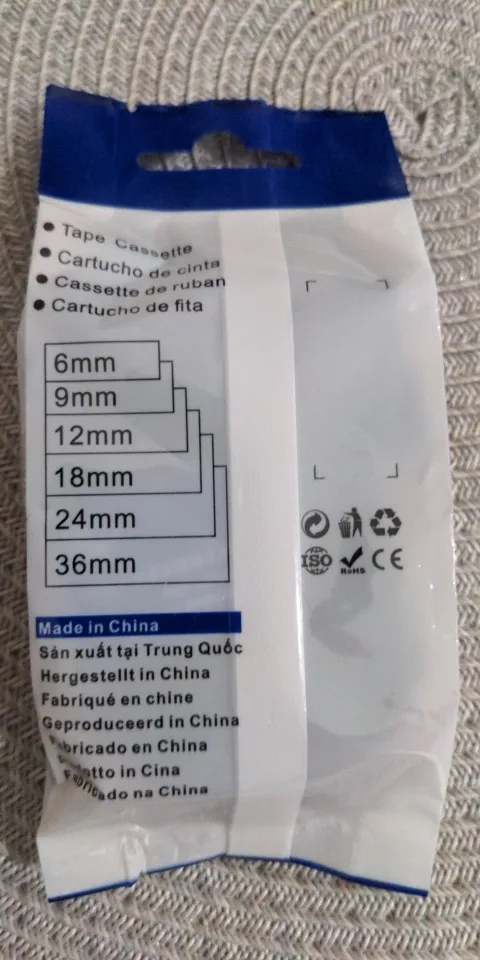 Tape Cassette
Cartucho de cinta
Cassette de ruban
Cartucho de fita
6mm
9mm
12mm
18mm
24mm
36mm
ISO
RoHS
CE
Made in China
Sản xuất tại Trung Quốc
Hergestellt in China
Fabriqué en chine
Geproduceerd in China
Fabricado en China
in Cina
na China